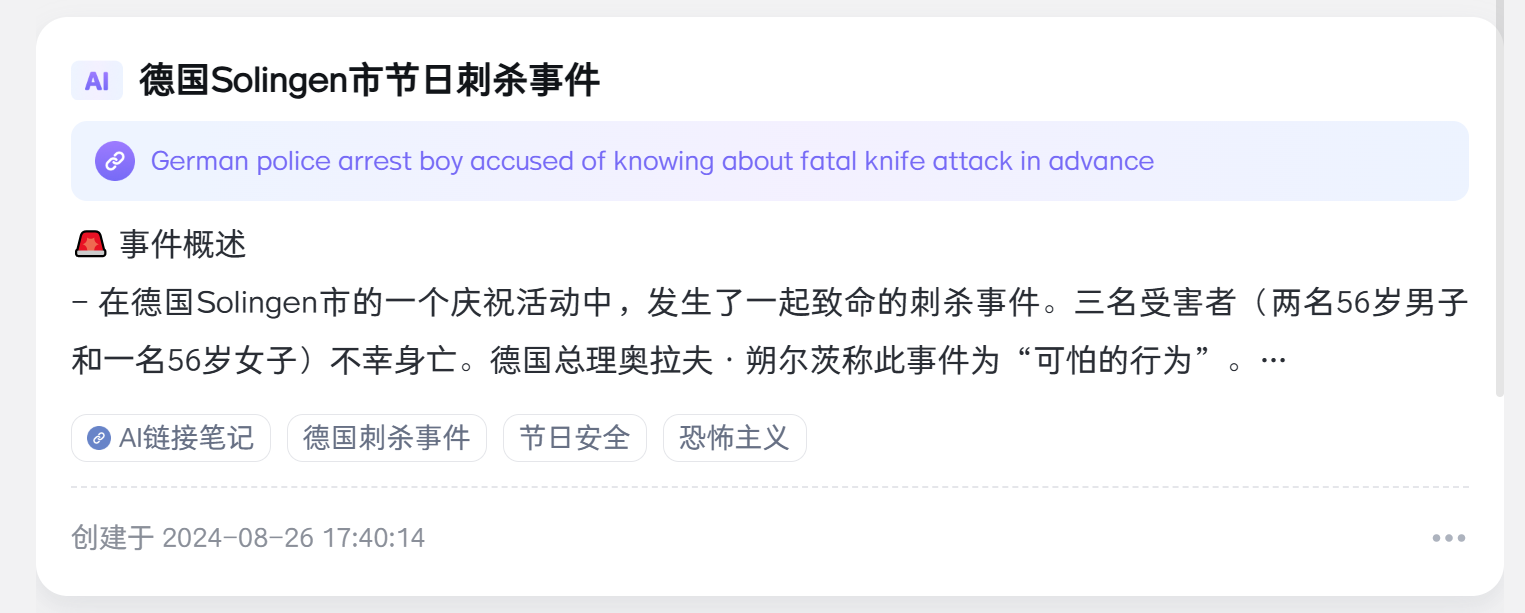 AI 德国Solingen市节日刺杀事件
German police arrest boy accused of knowing about fatal knife attack in advance
🚨 事件概述
- 在德国Solingen市的一个庆祝活动中，发生了一起致命的刺杀事件。三名受害者（两名56岁男子
和一名56岁女子）不幸身亡。德国总理奥拉夫·朔尔茨称此事件为“可怕的行为”。…
AI链接笔记 德国刺杀事件 节日安全 恐怖主义
创建于 2024-08-26 17:40:14